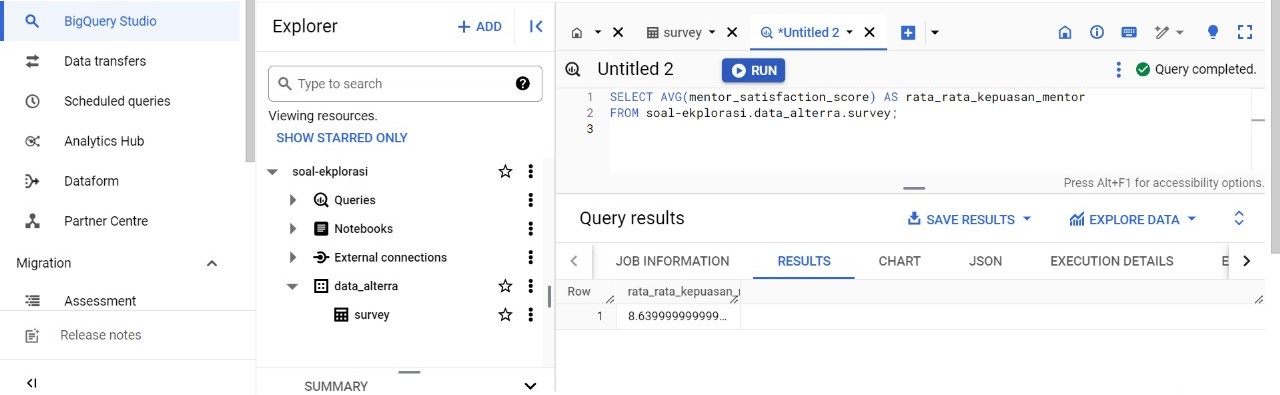 BigQuery Studio
Data transfers
Scheduled queries
Analytics Hub
Dataform
Partner Centre
Migration
Assessment
Release notes
Explorer
+ ADD
Type to search
Viewing resources.
SHOW STARRED ONLY
soal-ekplorasi
Queries
Notebooks
External connections
data_alterra
survey
SUMMARY
survey
*Untitled 2
Untitled 2
RUN
Query completed.
1 SELECT AVG(mentor_satisfaction_score) AS rata_rata_kepuasan_mentor
2 FROM soal-ekplorasi.data_alterra.survey;
3
Press Alt+F1 for accessibility options.
Query results
SAVE RESULTS
EXPLORE DATA
JOB INFORMATION
RESULTS
CHART
JSON
EXECUTION DETAILS
E
Row rata_rata_kepuasan_
1 8.639999999999...